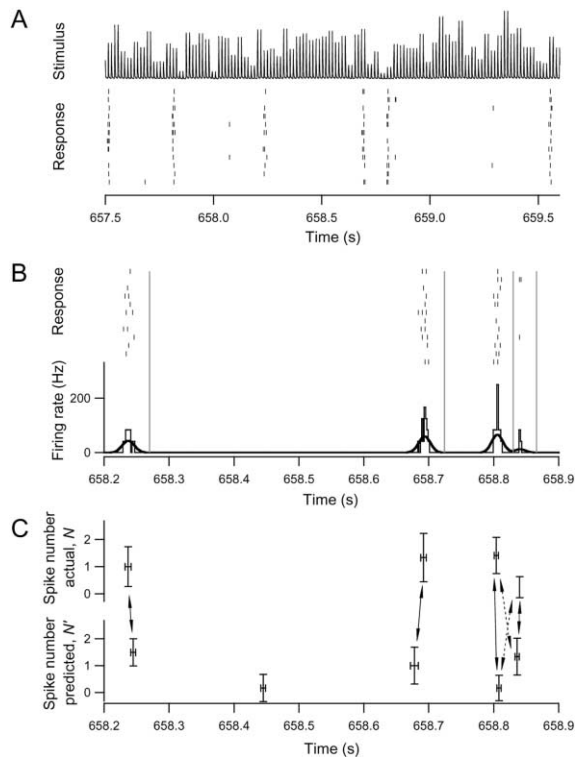 A
Stimulus
Response
657.5 658.0 658.5 659.0 659.5
Time (s)
B
Response
Firing rate (Hz)
200
0
658.2 658.3 658.4 658.5 658.6 658.7 658.8 658.9
Time (s)
C
Spike number
actual, N
2
1
0
Spike number
predicted, N'
2
1
0
658.2 658.3 658.4 658.5 658.6 658.7 658.8 658.9
Time (s)